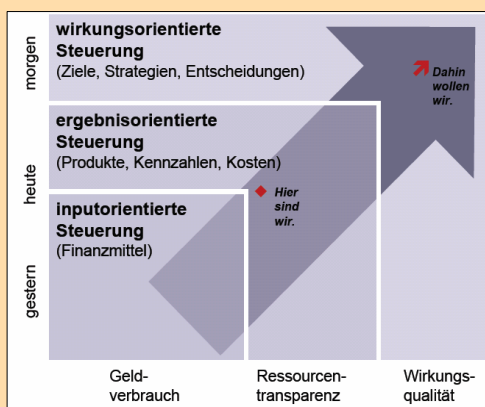 morgen
wirkungsorientierte
Steuerung
(Ziele, Strategien, Entscheidungen)
Dahin
wollen
wir.
heute
ergebnisorientierte
Steuerung
(Produkte, Kennzahlen, Kosten)
Hier
sind
wir.
gestern
inputorientierte
Steuerung
(Finanzmittel)
Geld-
verbrauch
Ressourcen-
transparenz
Wirkungs-
qualität